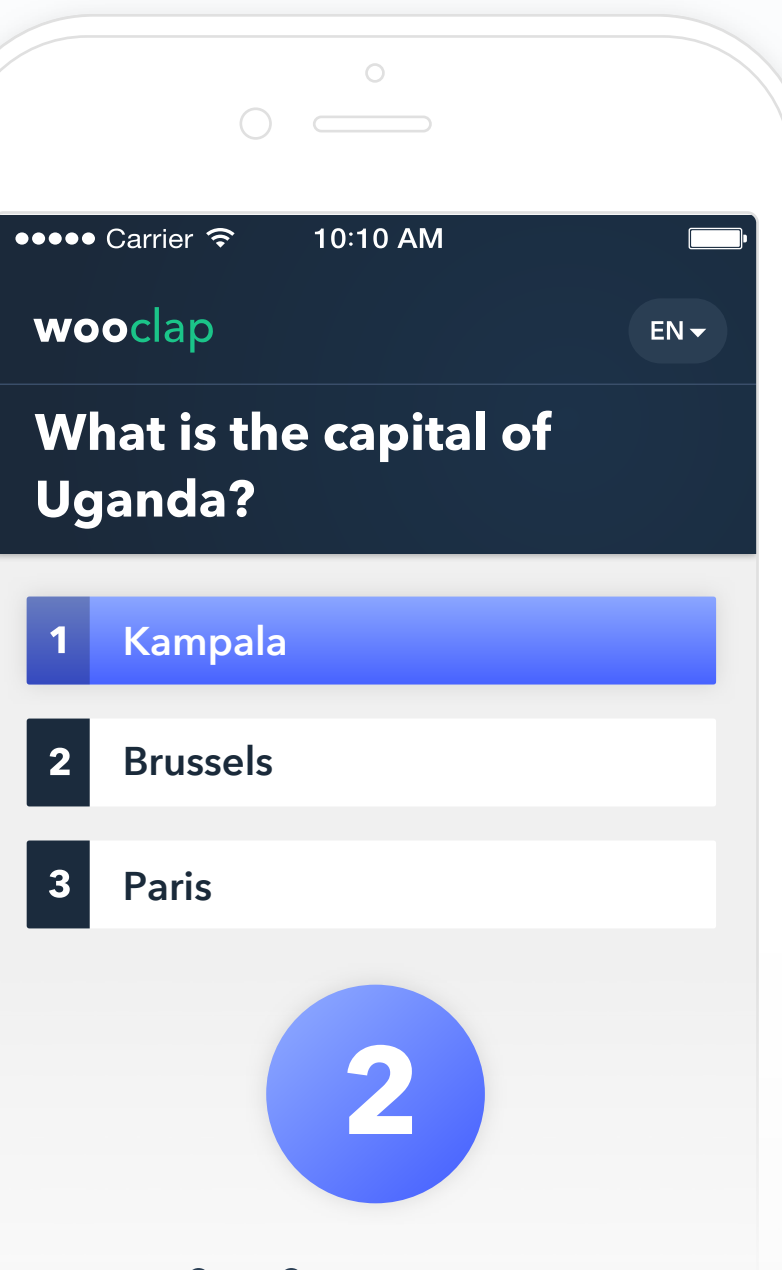 Carrier 10:10 AM
wooclap EN
What is the capital of
Uganda?
1 Kampala
2 Brussels
3 Paris
2